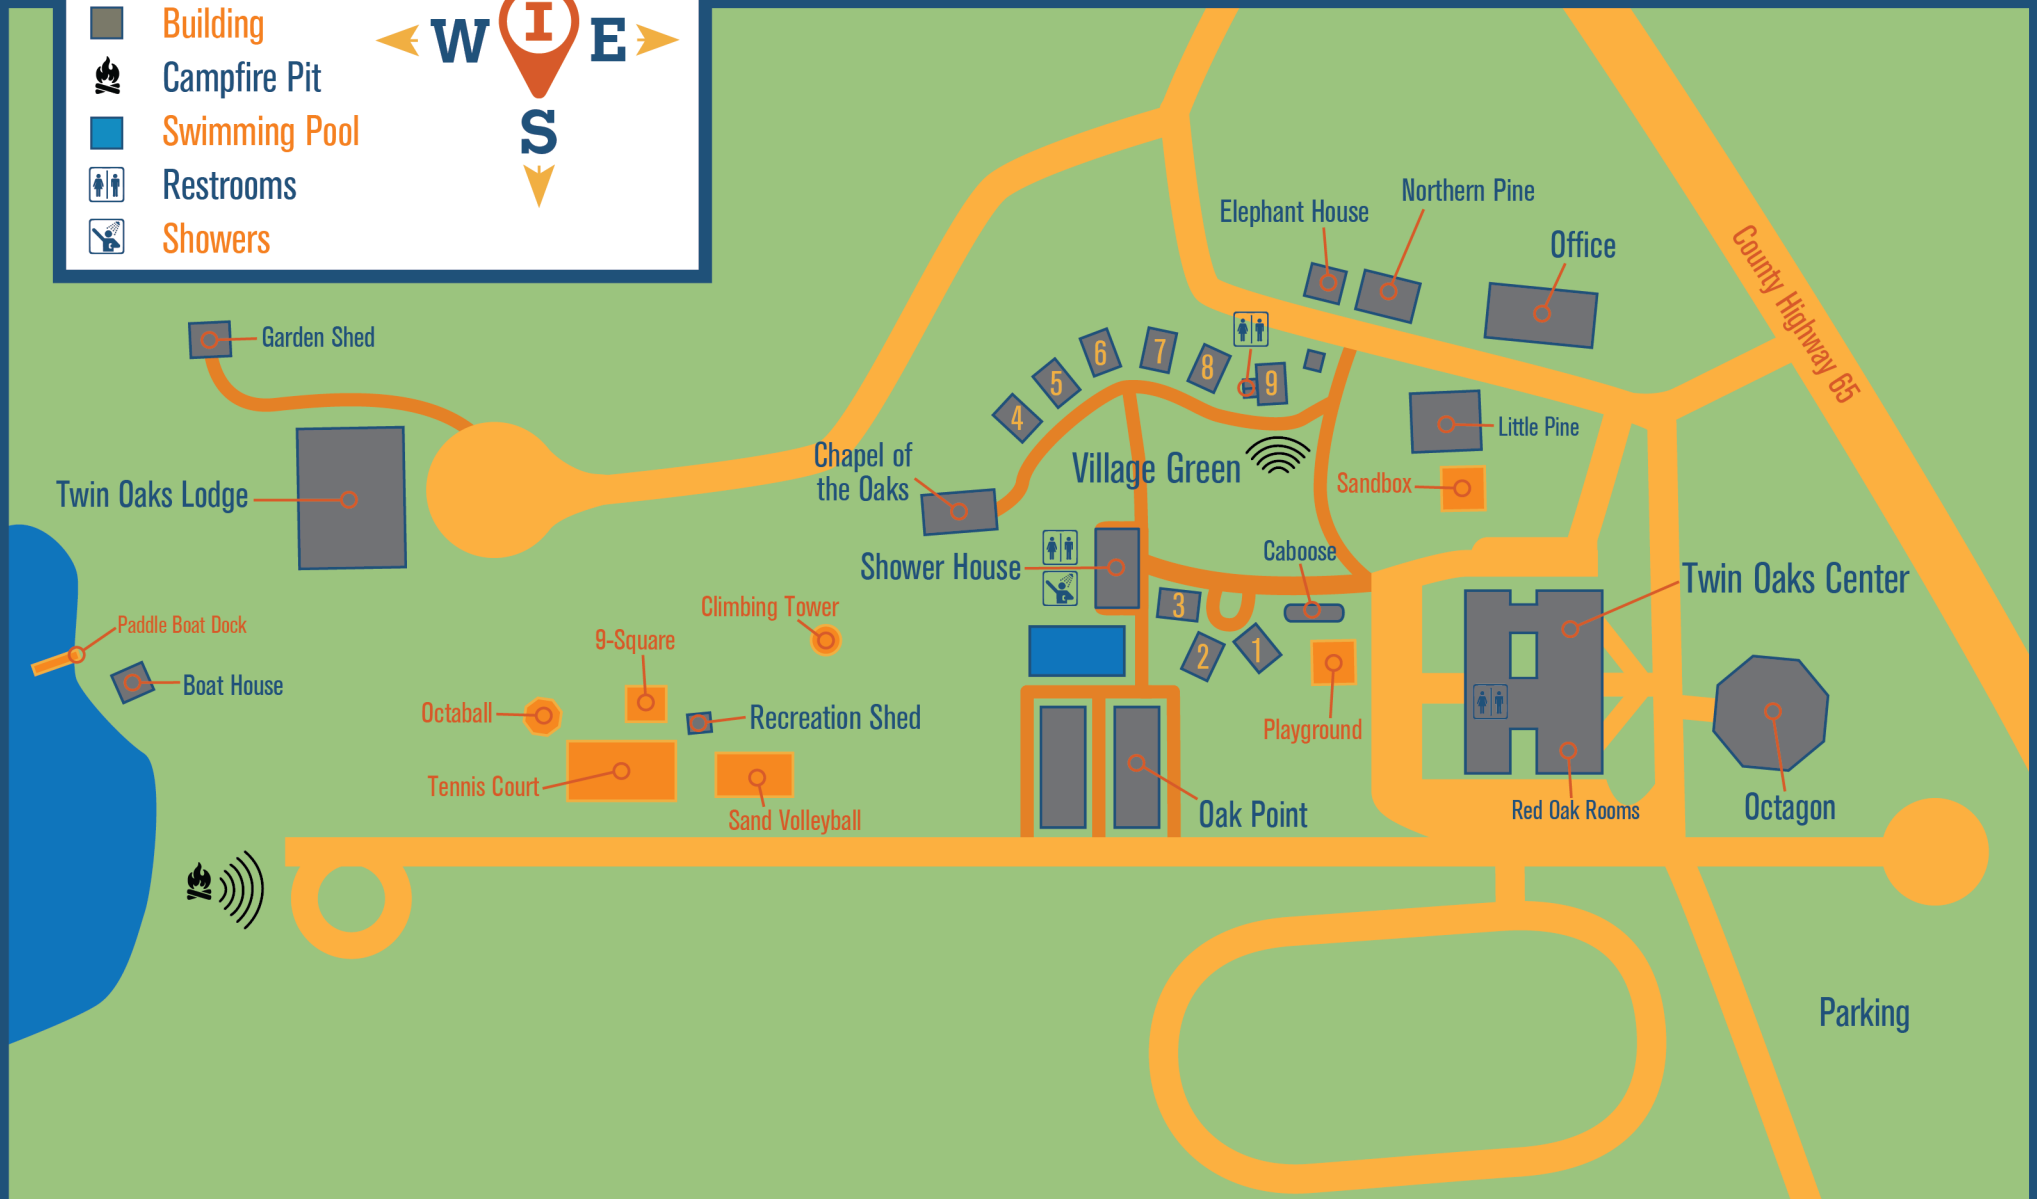 Building
Campfire Pit
Swimming Pool
Restrooms
Showers
W
I
E
S
Northern Pine
Elephant House
Office
County Highway 65
Garden Shed
6
7
8
9
5
4
Little Pine
Chapel of
the Oaks
Village Green
Sandbox
Twin Oaks Lodge
Caboose
Shower House
Twin Oaks Center
3
Climbing Tower
Paddle Boat Dock
9-Square
2
1
Boat House
Octaball
Recreation Shed
Playground
Tennis Court
Sand Volleyball
Oak Point
Red Oak Rooms
Octagon
Parking